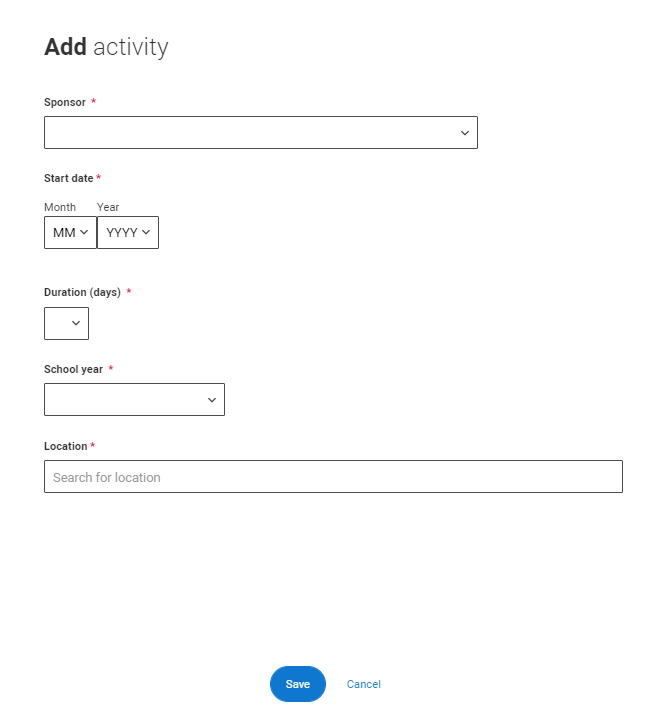 Add activity
Sponsor *
Start date *
Month Year
MM YYYY
Duration (days) *
School year *
Location *
Search for location
Save Cancel